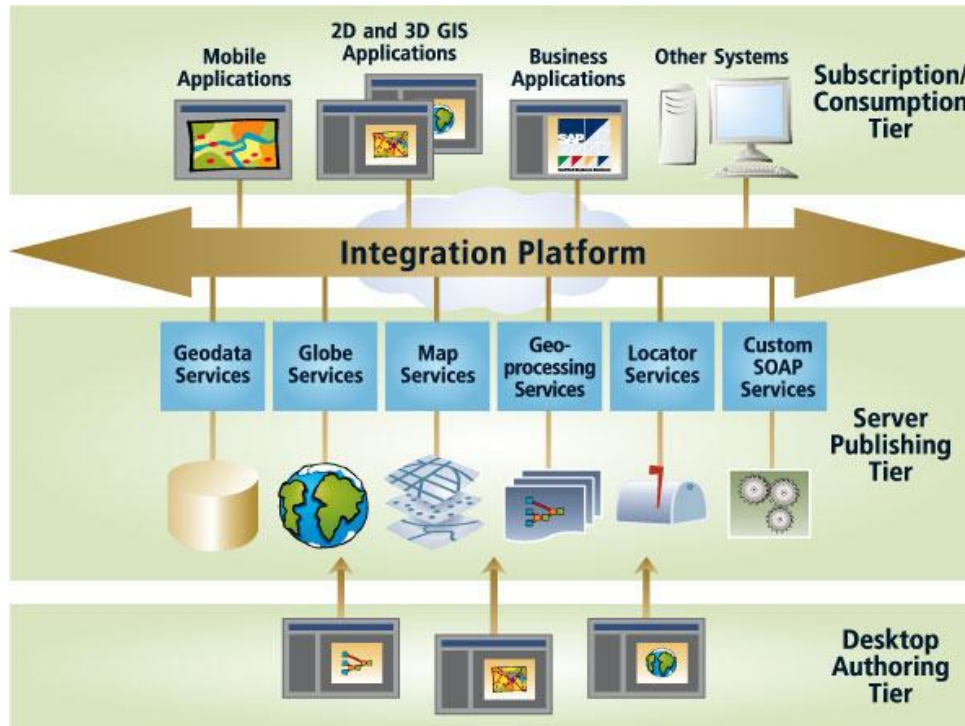 2D and 3D GIS
Applications
Mobile
Applications
Business
Applications
Other Systems
Subscription/
Consumption
Tier
SAP
Integration Platform
Geodata
Services
Globe
Services
Map
Services
Geo-
processing
Services
Locator
Services
Custom
SOAP
Services
Server
Publishing
Tier
Desktop
Authoring
Tier